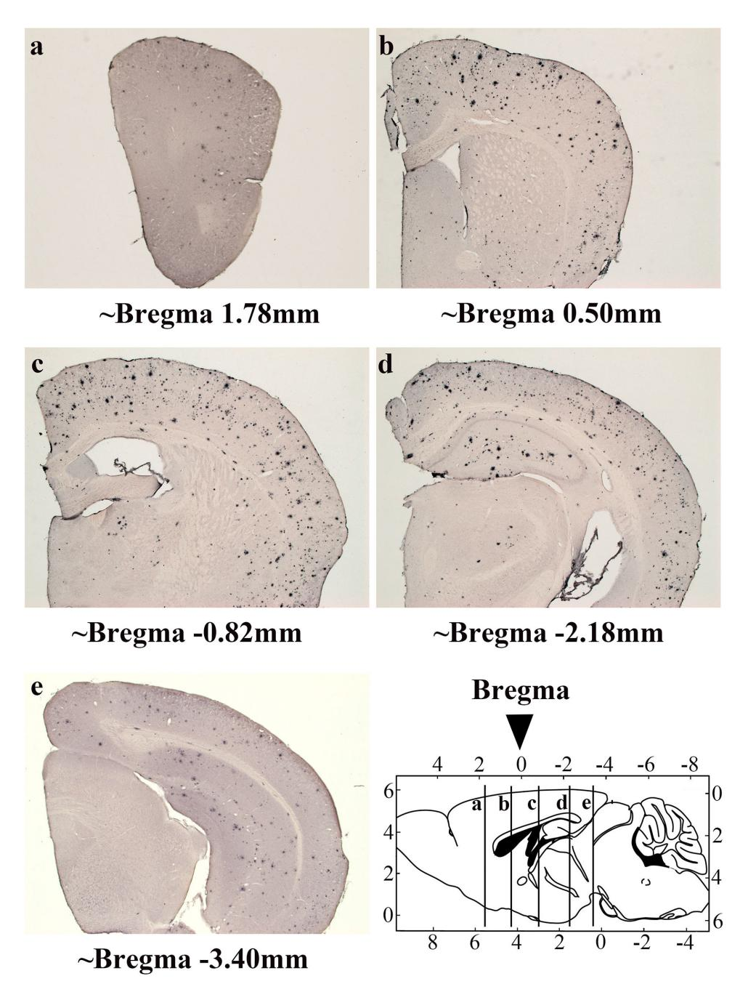 a
b
~Bregma 1.78mm
~Bregma 0.50mm
c
d
~Bregma -0.82mm
~Bregma -2.18mm
e
~Bregma -3.40mm
Bregma
4 2 0 -2 -4 -6 -8
6 0
a b c d e
4 2
2 4
0 6
8 6 4 2 0 -2 -4